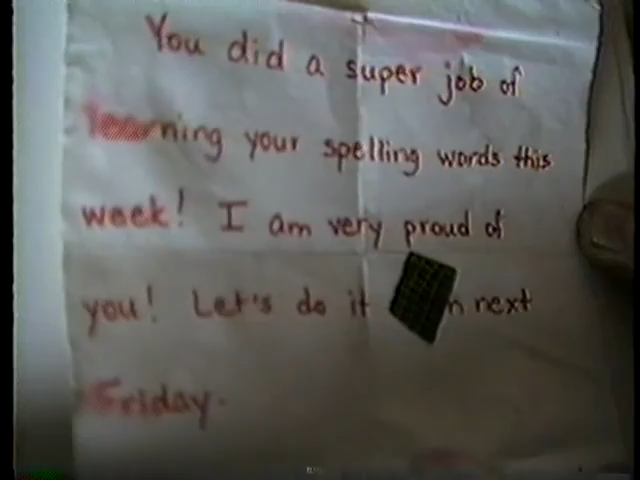 You did a super job of
learning your spelling words this
week! I am very proud of
you! Let's do it n next
Friday.